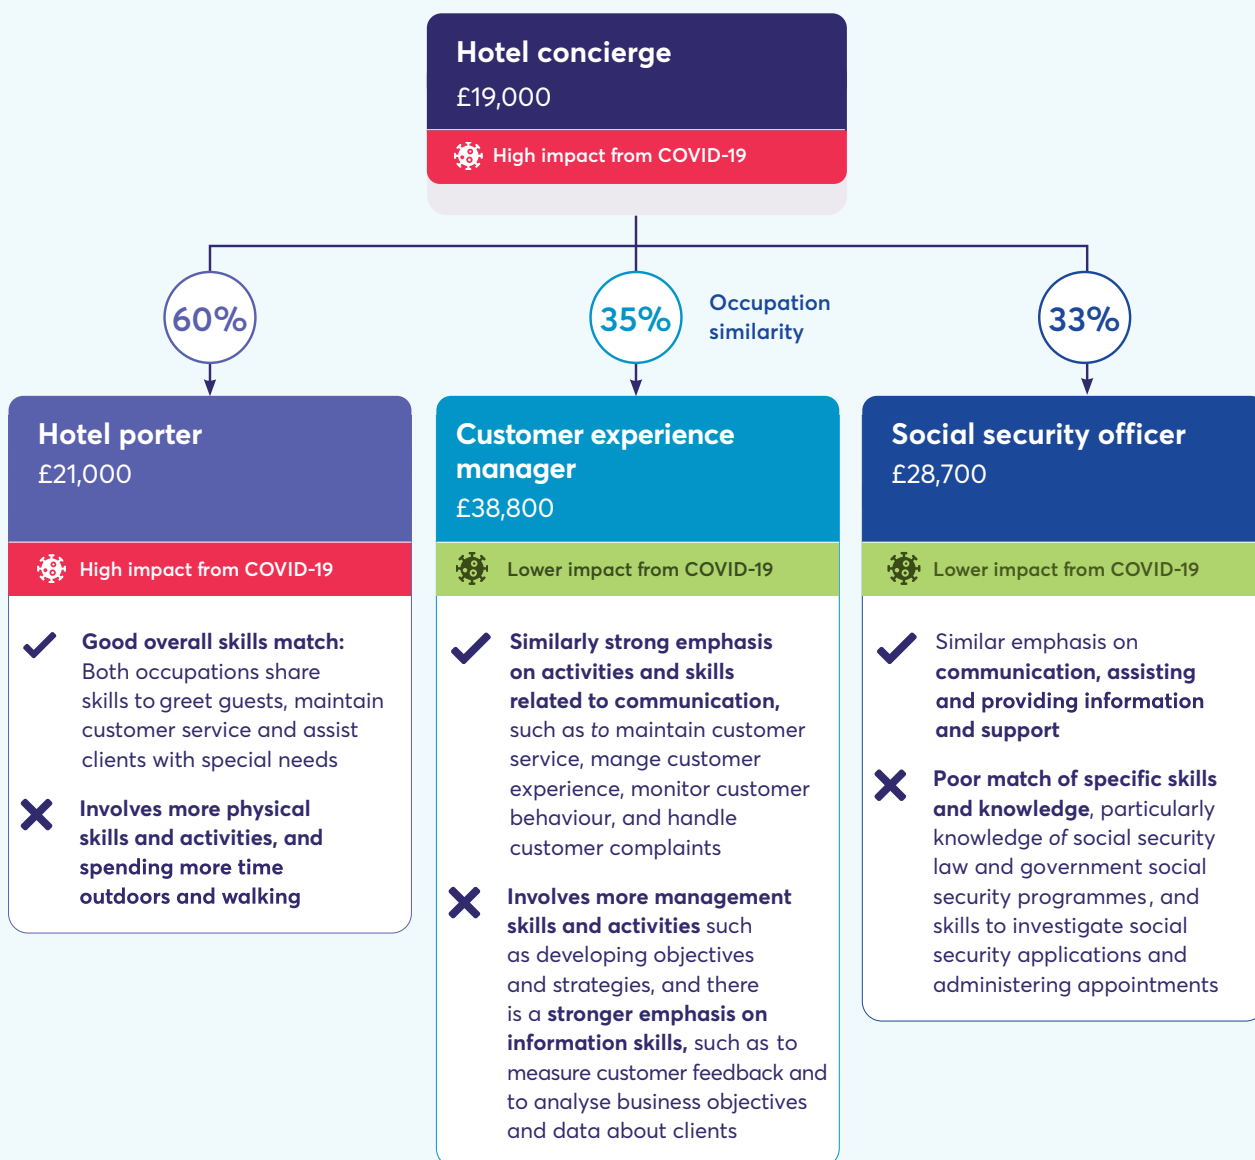 Hotel concierge
£19,000
High impact from COVID-19
60%
35%
Occupation
similarity
33%
Hotel porter
£21,000
High impact from COVID-19
Good overall skills match:
Both occupations share
skills to greet guests, maintain
customer service and assist
clients with special needs
Involves more physical
skills and activities, and
spending more time
outdoors and walking
Customer experience
manager
£38,800
Lower impact from COVID-19
Similarly strong emphasis
on activities and skills
related to communication,
such as to maintain customer
service, mange customer
experience, monitor customer
behaviour, and handle
customer complaints
Involves more management
skills and activities such
as developing objectives
and strategies, and there
is a stronger emphasis on
information skills, such as to
measure customer feedback and
to analyse business objectives
and data about clients
Social security officer
£28,700
Lower impact from COVID-19
Similar emphasis on
communication, assisting
and providing information
and support
Poor match of specific skills
and knowledge, particularly
knowledge of social security
law and government social
security programmes, and
skills to investigate social
security applications and
administering appointments